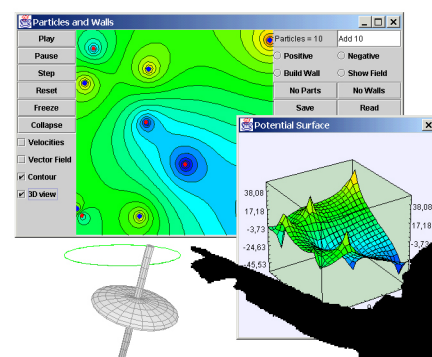 Particles and Walls
Play
Pause
Step
Reset
Freeze
Collapse
Velocities
Vector Field
Contour
3D view
Particles = 10
Add 10
Positive
Negative
Build Wall
Show Field
No Parts
No Walls
Save
Read
Potential Surface
38,08
17,18
-3,73
-24,63
-45,53
38,08
17,18
-3,73